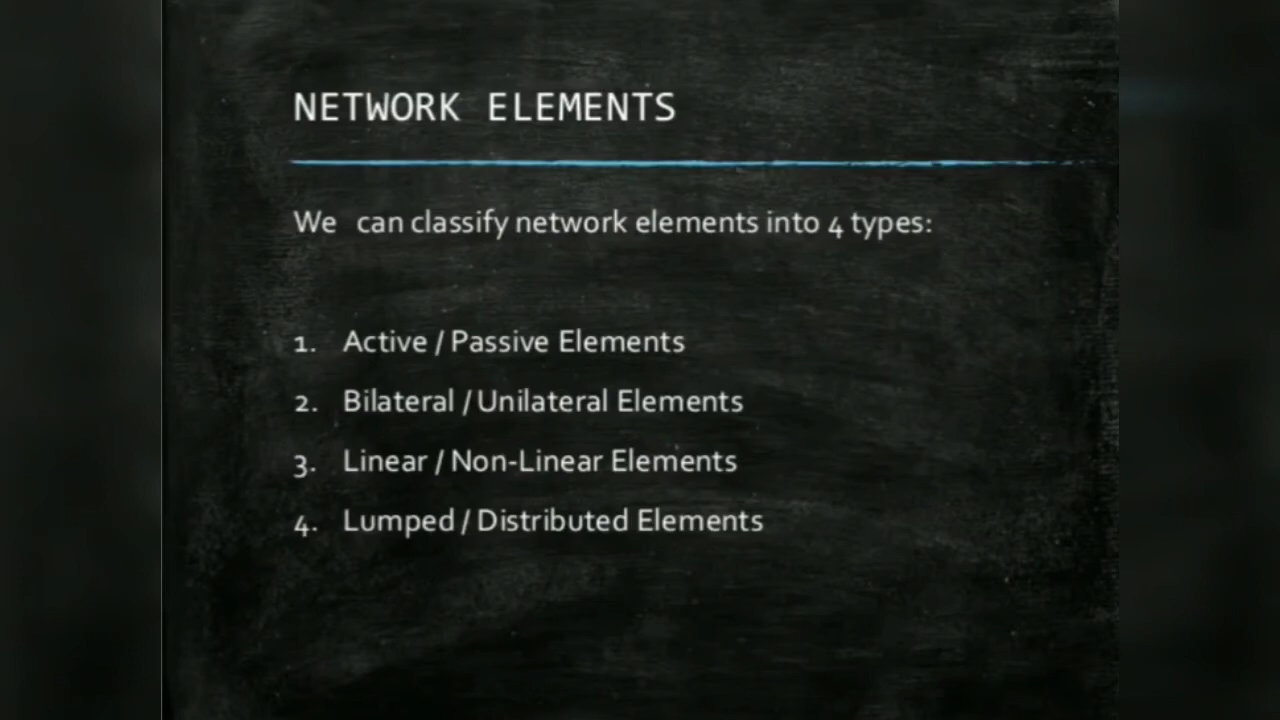 NETWORK ELEMENTS
We can classify network elements into 4 types:
1. Active / Passive Elements
2. Bilateral / Unilateral Elements
3. Linear / Non-Linear Elements
4. Lumped / Distributed Elements